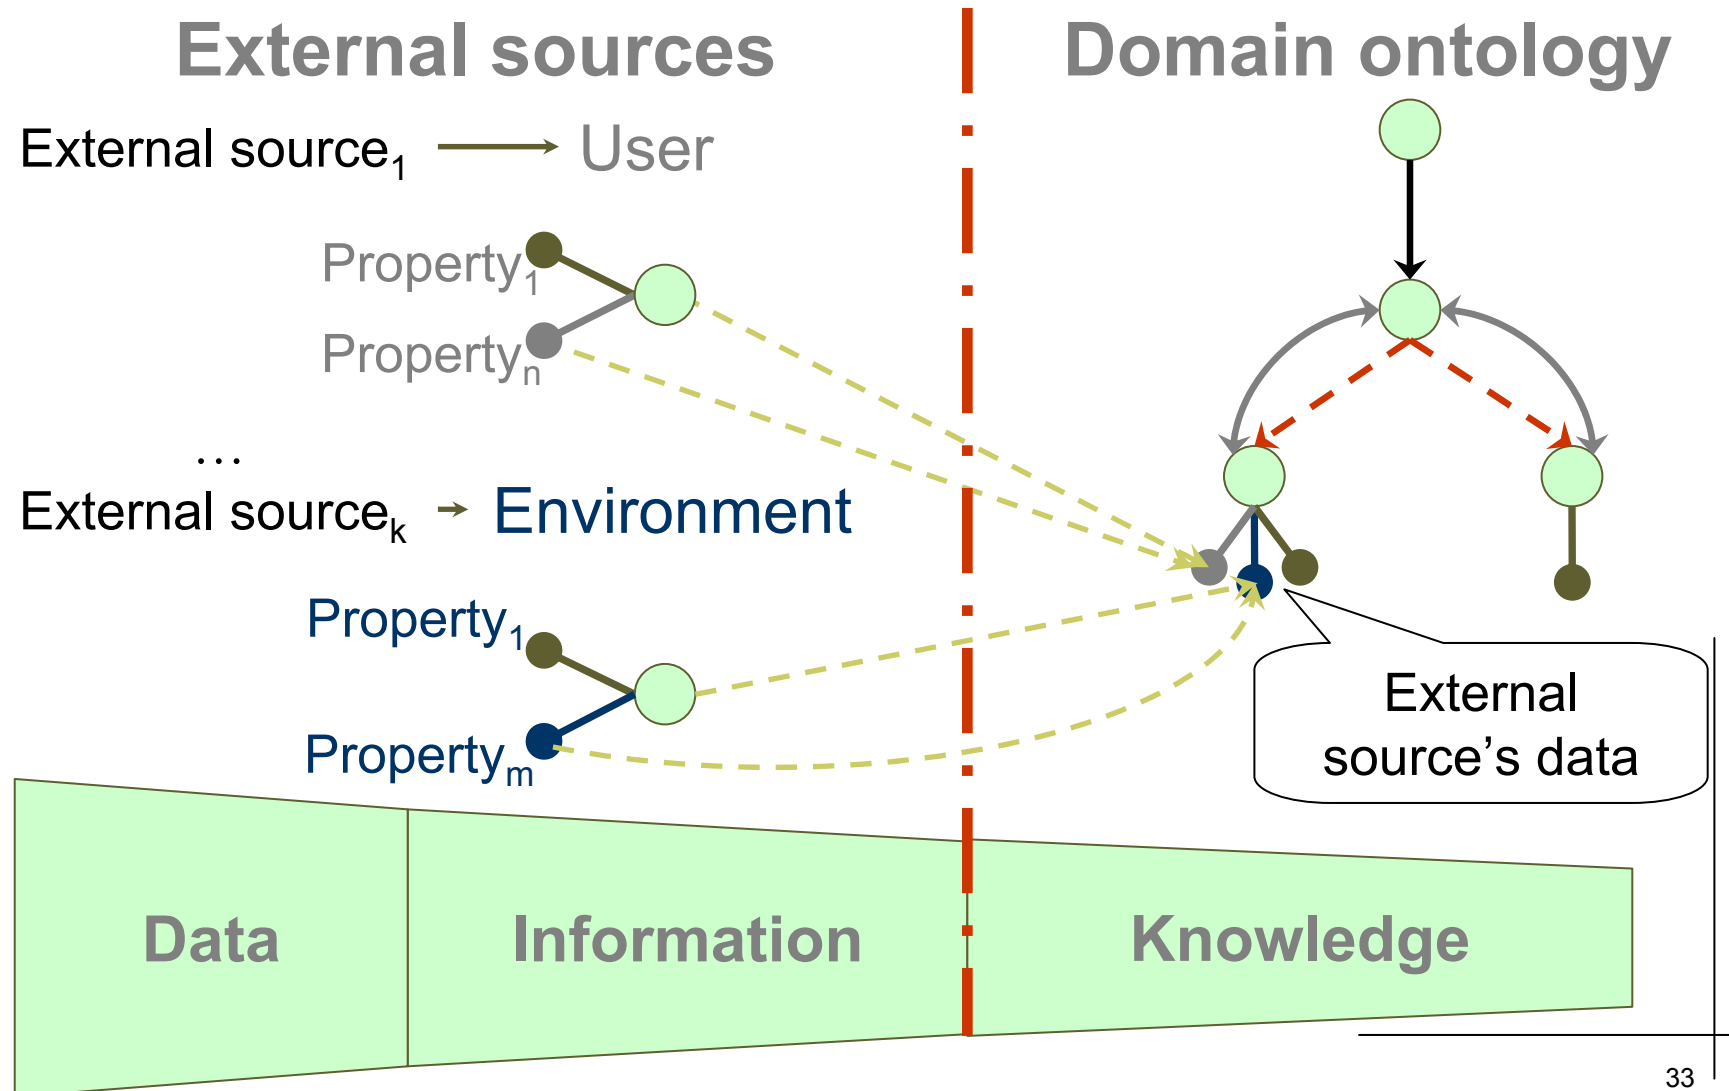 External sources
Domain ontology
External source1
User
Property1
Propertyn
...
External sourcek
Environment
Property1
Propertym
External
source’s data
Data
Information
Knowledge
33